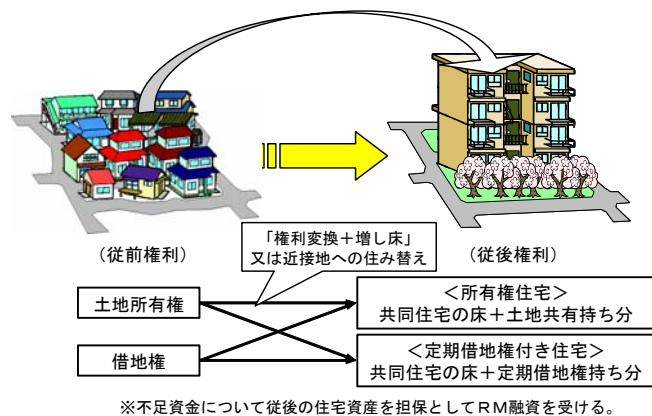 （従前権利）
（従後権利）
「権利変換＋増し床」
又は近接地への住み替え
土地所有権
借地権
＜所有権住宅＞
共同住宅の床＋土地共有持ち分
＜定期借地権付き住宅＞
共同住宅の床＋定期借地権持ち分
※不足資金について従後の住宅資産を担保としてＲＭ融資を受ける。